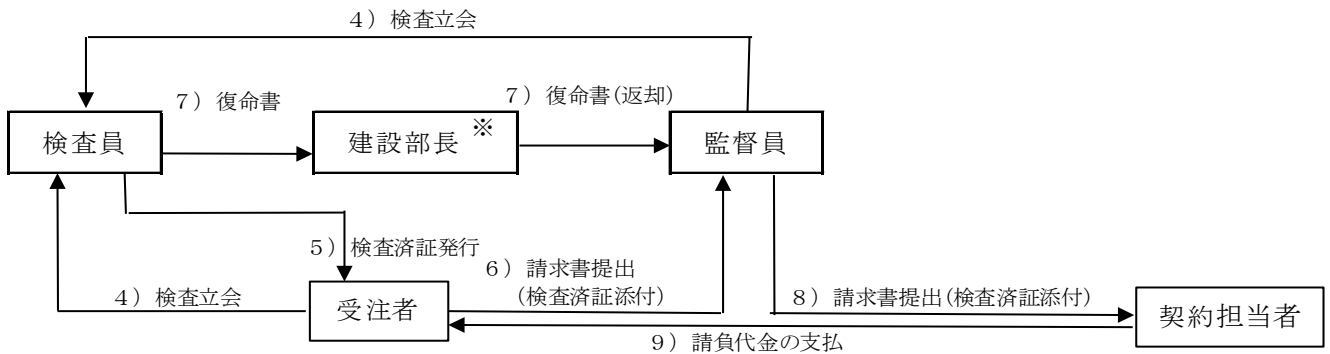 4）検査立会
7）復命書
7）復命書(返却)
検査員
建設部長※
監督員
5）検査済証発行
6）請求書提出
(検査済証添付)
4）検査立会
受注者
8）請求書提出(検査済証添付)
契約担当者
9）請負代金の支払